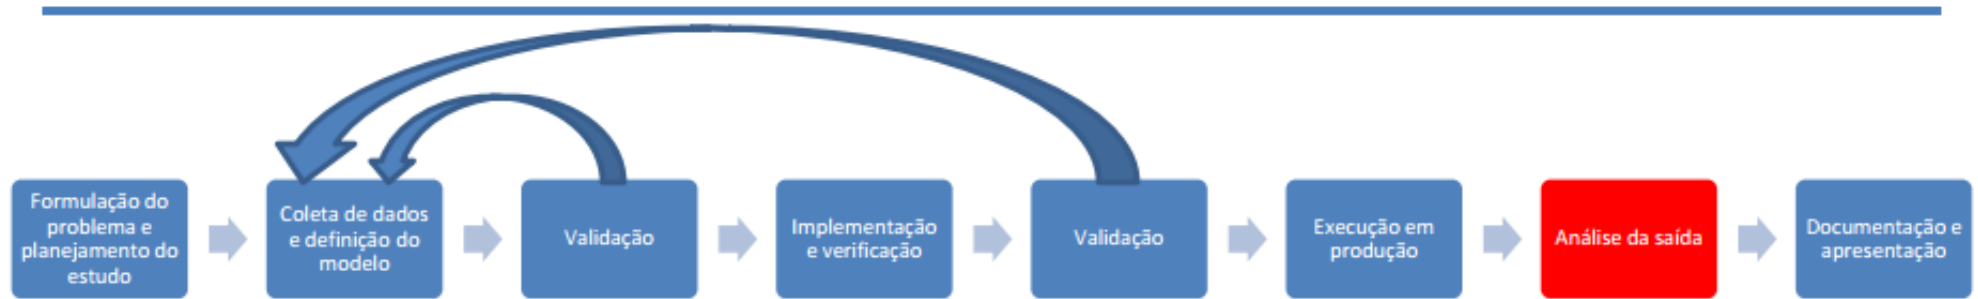 Formulação do
problema e
planejamento do
estudo
Coleta de dados
e definição do
modelo
Validação
Implementação
e verificação
Validação
Execução em
produção
Análise da saída
Documentação e
apresentação